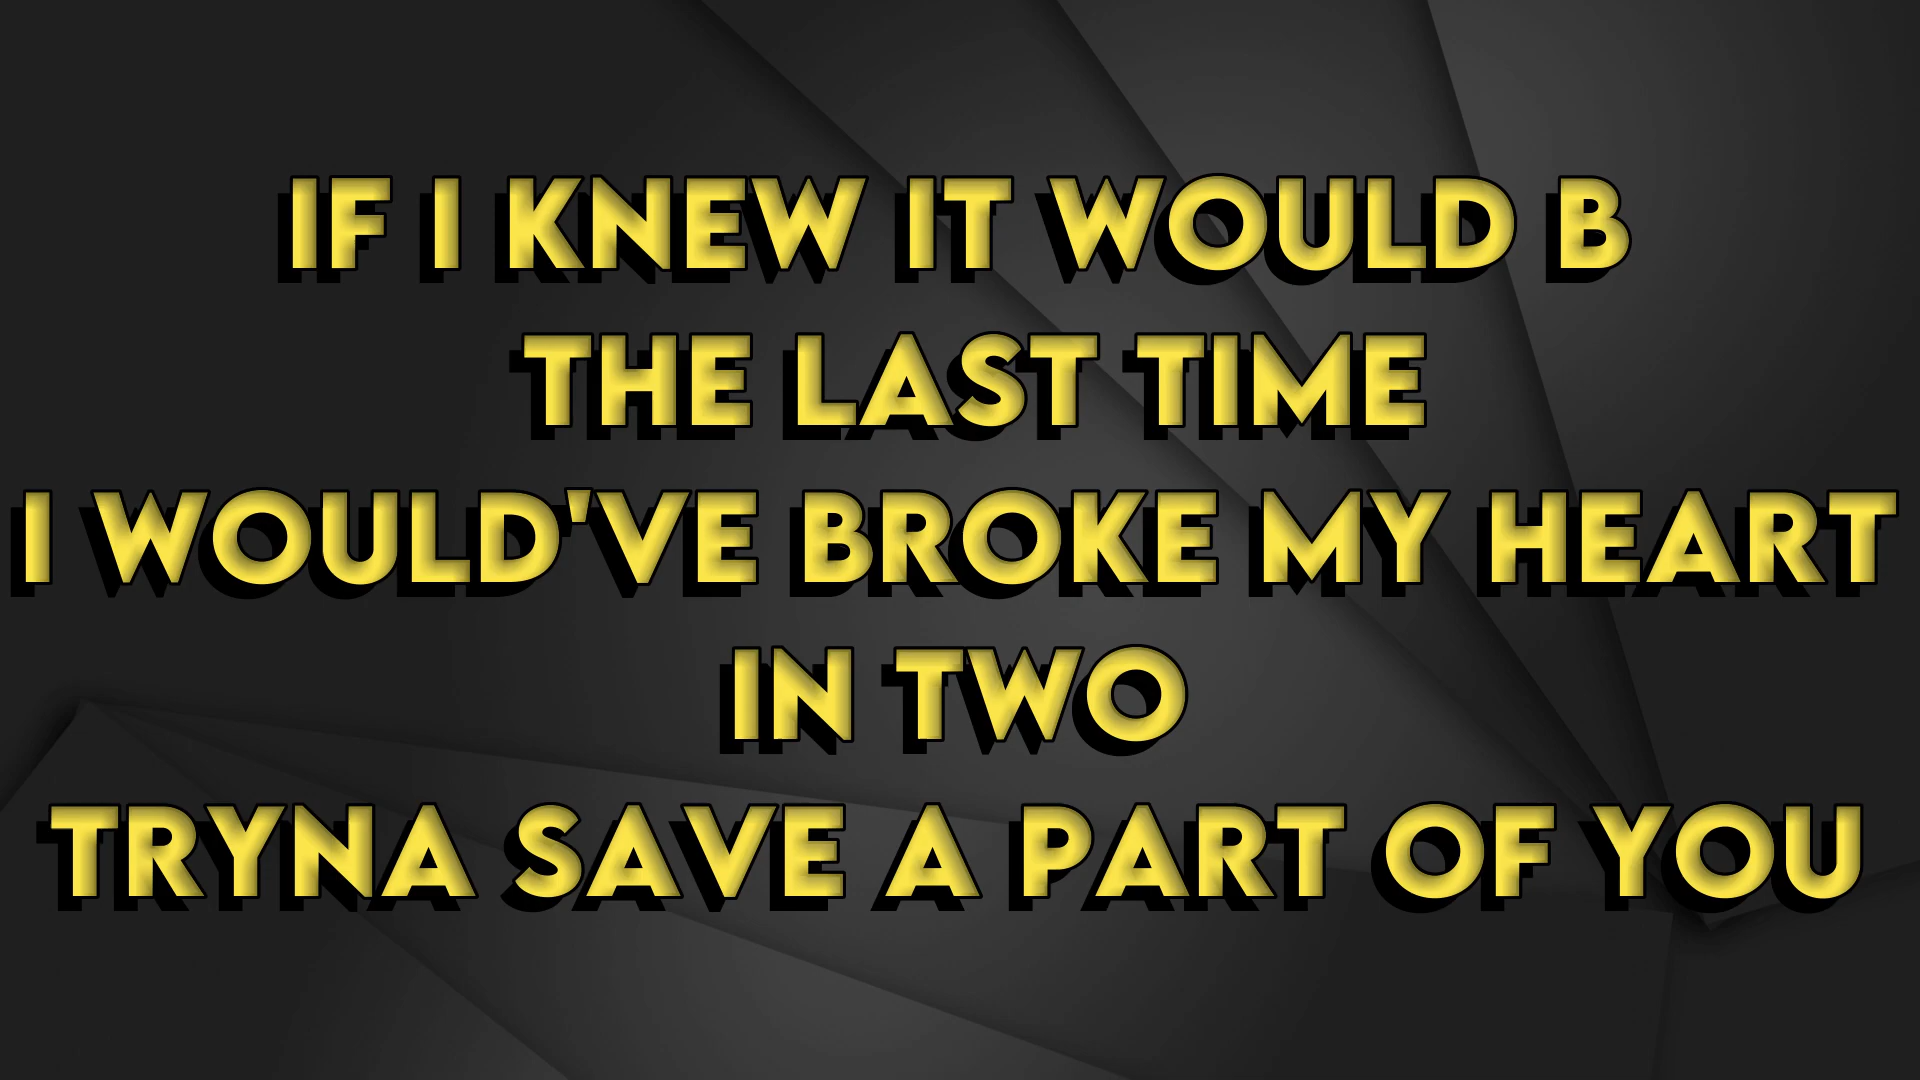 IF I KNEW IT WOULD B
THE LAST TIME
I WOULD'VE BROKE MY HEART
IN TWO
TRYNA SAVE A PART OF YOU